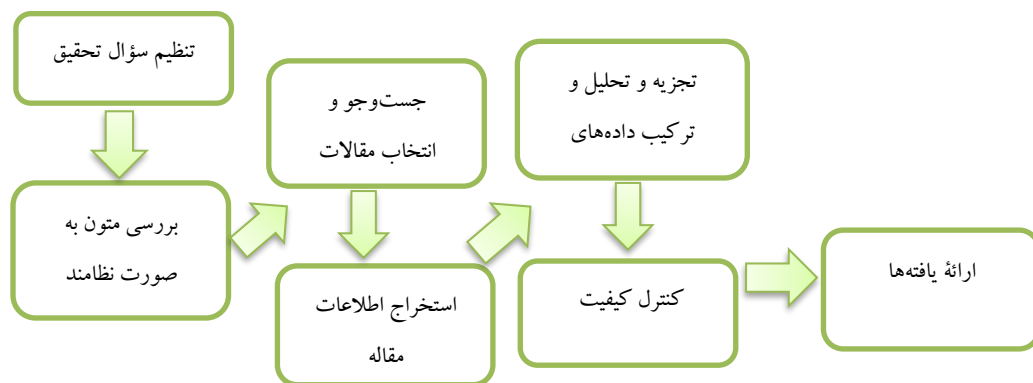 تنظیم سؤال تحقیق
بررسی متون به
صورت نظامند
جست‌وجو و
انتخاب مقالات
استخراج اطلاعات
مقاله
تجزیه و تحلیل و
ترکیب داده‌های
کنترل کیفیت
ارائۀ یافته‌ها